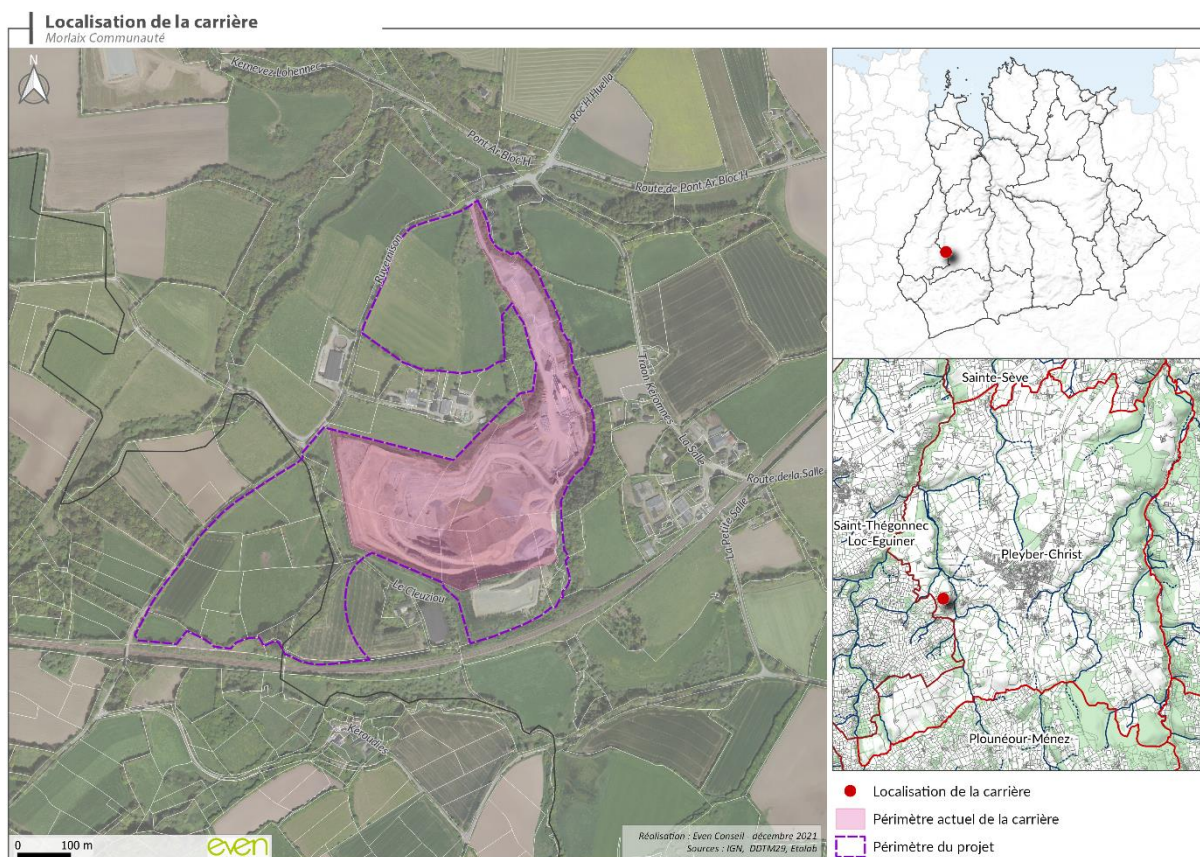 Localisation de la carrière
Morlaix Communauté
N
Kernevez-Lohennec
Roc'H Huella
Pont Ar Bloc'H
Route de Pont Ar Bloc'H
Ruvernison
Traon Keronnes
La Salle
Route de la Salle
La Petite Salle
Le Cleuziou
0 100 m
even
Réalisation : Even Conseil - décembre 2021
Sources : IGN, DDTM29, Etalab
Sainte-Sève
Saint-Thégonnec
Loc-Eguiner
Pleyber-Christ
Plounéour-Ménez
Localisation de la carrière
Périmètre actuel de la carrière
Périmètre du projet